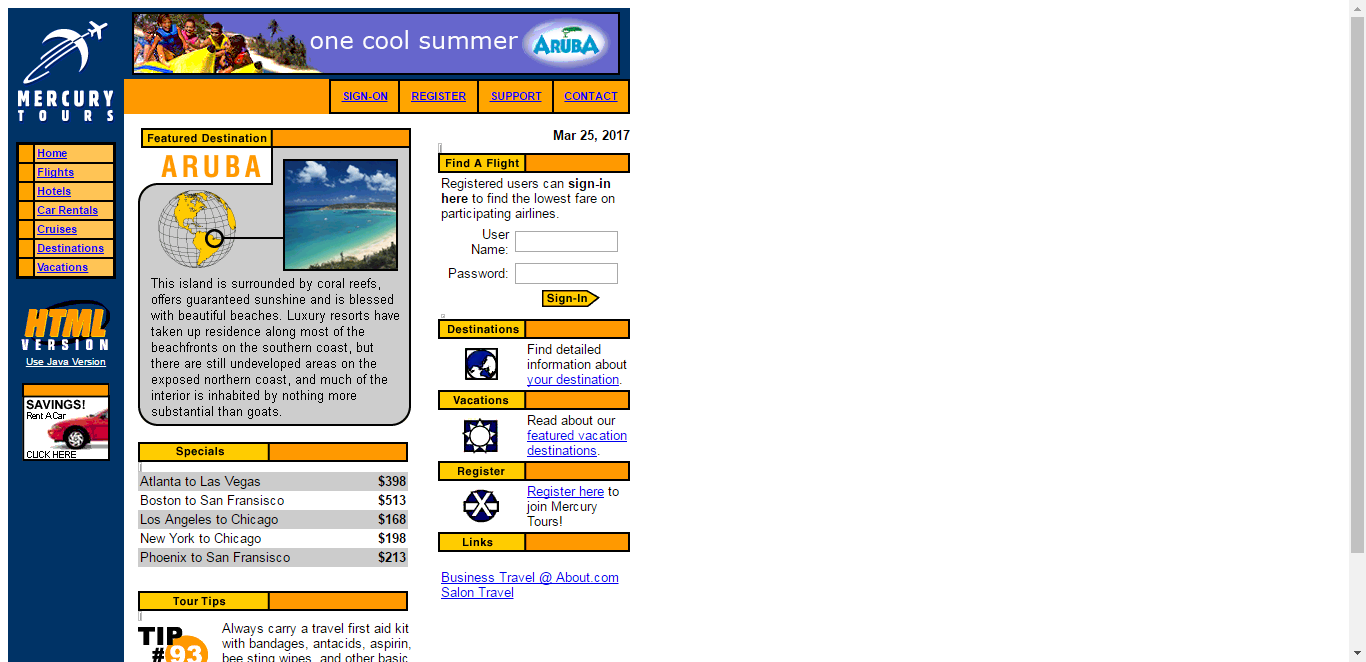 one cool summer ARUBA
MERCURY
TOURS
SIGN-ON REGISTER SUPPORT CONTACT
Home
Flights
Hotels
Car Rentals
Cruises
Destinations
Vacations
HTML
VERSION
Use Java Version
SAVINGS!
Rent A Car
CLICK HERE
Featured Destination
ARUBA
This island is surrounded by coral reefs,
offers guaranteed sunshine and is blessed
with beautiful beaches. Luxury resorts have
taken up residence along most of the
beachfronts on the southern coast, but
there are still undeveloped areas on the
exposed northern coast, and much of the
interior is inhabited by nothing more
substantial than goats.
Specials
Atlanta to Las Vegas $398
Boston to San Fransisco $513
Los Angeles to Chicago $168
New York to Chicago $198
Phoenix to San Fransisco $213
Tour Tips
TIP
#93
Always carry a travel first aid kit
with bandages, antacids, aspirin,
bee sting wipes, and other basic
Mar 25, 2017
Find A Flight
Registered users can sign-in
here to find the lowest fare on
participating airlines.
User
Name:
Password:
Sign-In
Destinations
Find detailed
information about
your destination.
Vacations
Read about our
featured vacation
destinations.
Register
Register here to
join Mercury
Tours!
Links
Business Travel @ About.com
Salon Travel